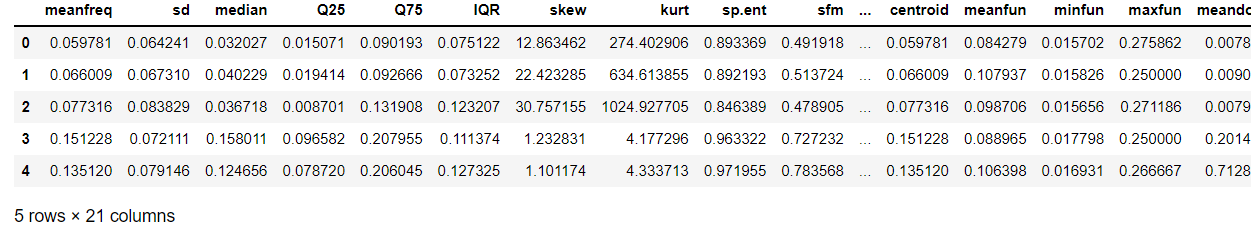 meanfreq sd median Q25 Q75 IQR skew kurt sp.ent sfm ... centroid meanfun minfun maxfun
0 0.059781 0.064241 0.032027 0.015071 0.090193 0.075122 12.863462 274.402906 0.893369 0.491918 ... 0.059781 0.084279 0.015702 0.275862 0.0078
1 0.066009 0.067310 0.040229 0.019414 0.092666 0.073252 22.423285 634.613855 0.892193 0.513724 ... 0.066009 0.107937 0.015826 0.250000 0.0090
2 0.077316 0.083829 0.036718 0.008701 0.131908 0.123207 30.757155 1024.927705 0.846389 0.478905 ... 0.077316 0.098706 0.015656 0.271186 0.0079
3 0.151228 0.072111 0.158011 0.096582 0.207955 0.111374 1.232831 4.177296 0.963322 0.727232 ... 0.151228 0.088965 0.017798 0.250000 0.2014
4 0.135120 0.079146 0.124656 0.078720 0.206045 0.127325 1.101174 4.333713 0.971955 0.783568 ... 0.135120 0.106398 0.016931 0.266667 0.7128
5 rows × 21 columns